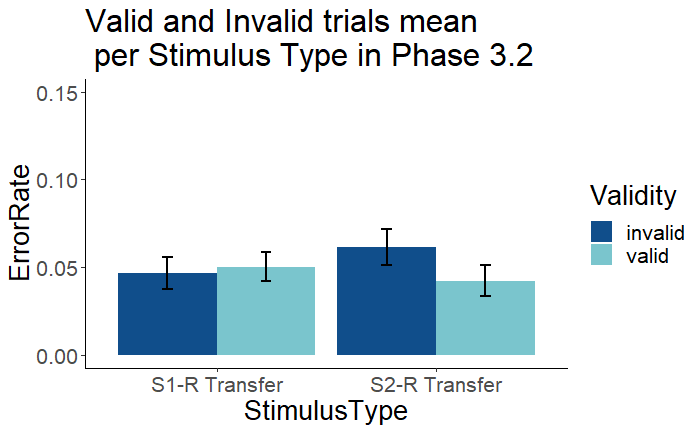 Valid and Invalid trials mean
per Stimulus Type in Phase 3.2
0.15
0.10
0.05
0.00
ErrorRate
S1-R Transfer
S2-R Transfer
StimulusType
Validity
invalid
valid